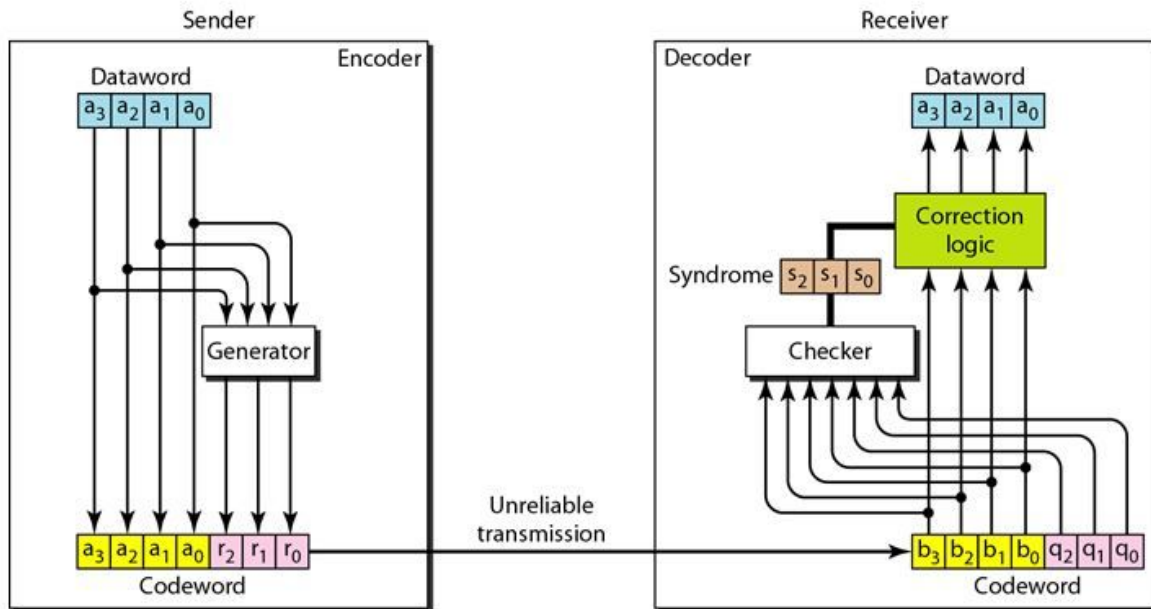 Sender
Receiver
Encoder
Decoder
Dataword
a3 a2 a1 a0
Dataword
a3 a2 a1 a0
Correction
logic
Syndrome s2 s1 s0
Generator
Checker
Unreliable
transmission
a3 a2 a1 a0 r2 r1 r0
Codeword
b3 b2 b1 b0 q2 q1 q0
Codeword